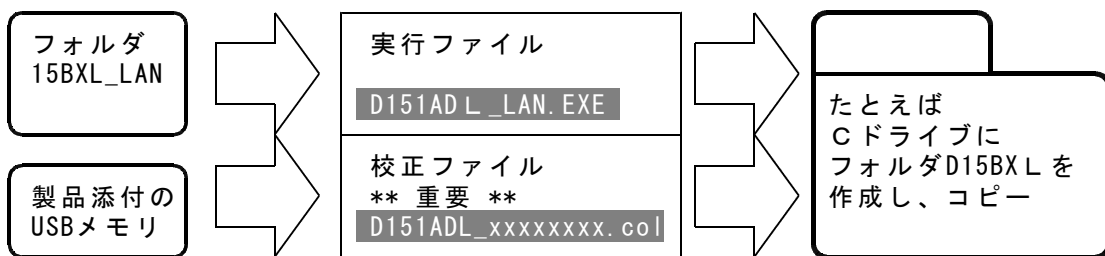 フォルダ
15BXL_LAN
実行ファイル
D151ADＬ_LAN.EXE
製品添付の
USBメモリ
校正ファイル
** 重要 **
D151ADL_xxxxxxxx.col
たとえば
Ｃドライブに
フォルダD15BXＬを
作成し、コピー